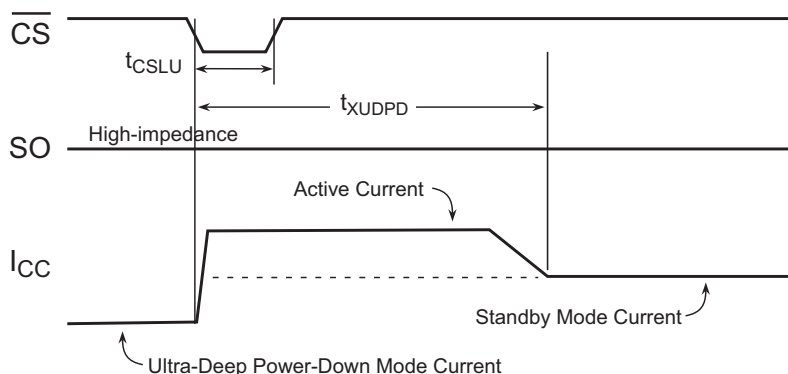 CS
tCSLU
tXUDPD
High-impedance
SO
Active Current
ICC
Standby Mode Current
Ultra-Deep Power-Down Mode Current